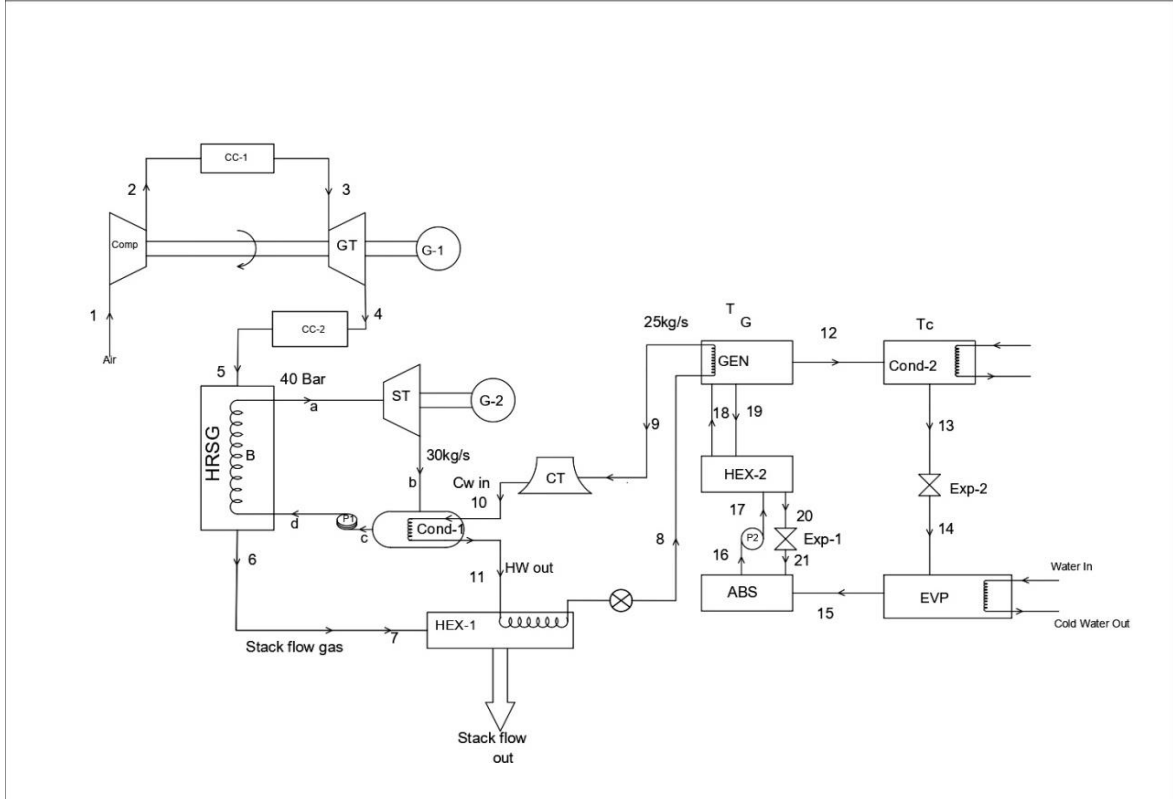 CC-1
2
3
Comp
GT
G-1
1
4
CC-2
Air
5
40 Bar
a
ST
G-2
HRSG
B
30kg/s
b
d
P1
c
Cond-1
Cw in
10
CT
9
25kg/s
T
G
GEN
12
Tc
Cond-2
18
19
13
HEX-2
Exp-2
17
20
P2
Exp-1
14
16
21
8
6
11
HW out
ABS
15
EVP
Water In
Cold Water Out
HEX-1
7
Stack flow gas
Stack flow
out